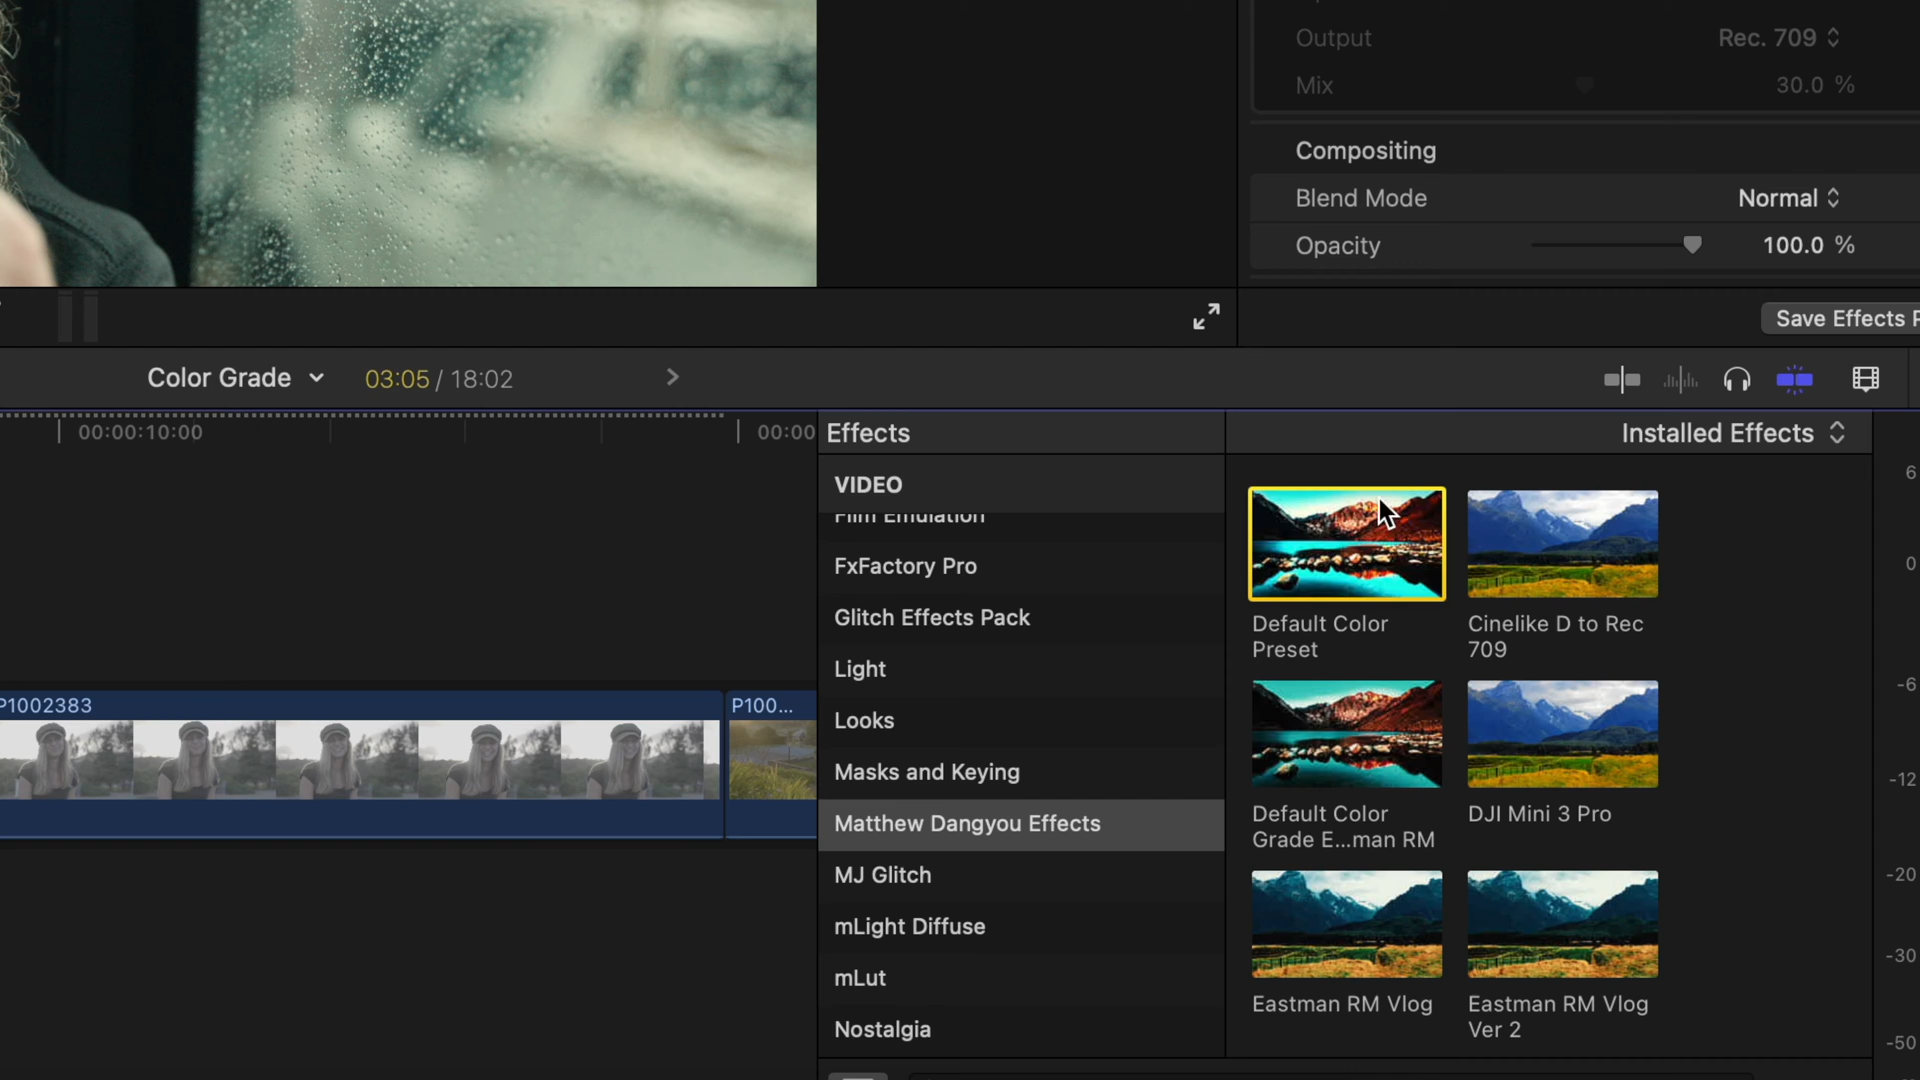 Output
Rec. 709
Mix
30.0 %
Compositing
Blend Mode
Normal
Opacity
100.0 %
Save Effects P
Color Grade
03:05 / 18:02
00:00:10:00
00:00
Effects
Installed Effects
VIDEO
Film Emulation
FxFactory Pro
Glitch Effects Pack
Light
Looks
Masks and Keying
Matthew Dangyou Effects
MJ Glitch
mLight Diffuse
mLut
Nostalgia
Default Color
Preset
Cinelike D to Rec
709
Default Color
Grade E...man RM
DJI Mini 3 Pro
Eastman RM Vlog
Eastman RM Vlog
Ver 2
P1002383
P100...
6
0
-6
-12
-20
-30
-50